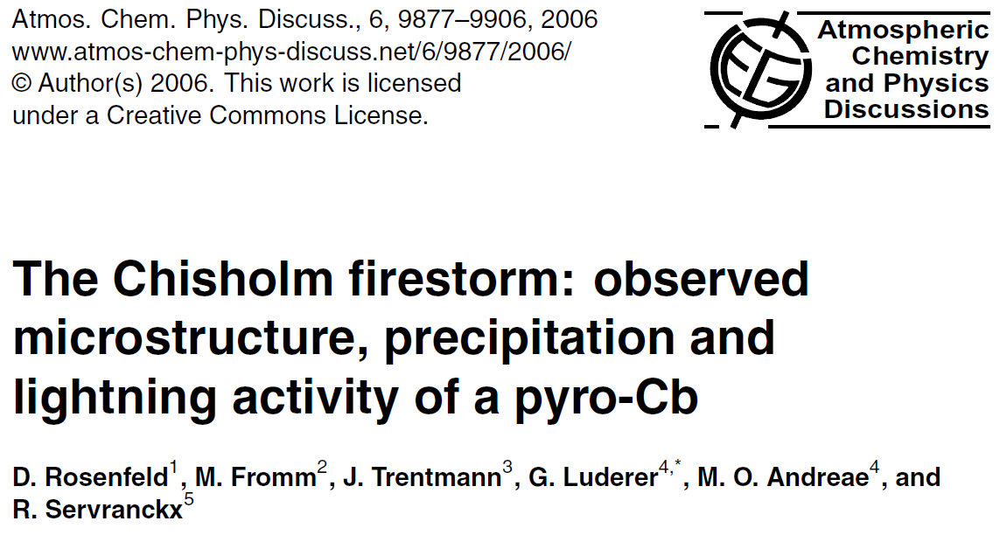 Atmos. Chem. Phys. Discuss., 6, 9877–9906, 2006
www.atmos-chem-phys-discuss.net/6/9877/2006/
© Author(s) 2006. This work is licensed
under a Creative Commons License.
Atmospheric
Chemistry
and Physics
Discussions
The Chisholm firestorm: observed
microstructure, precipitation and
lightning activity of a pyro-Cb
D. Rosenfeld1, M. Fromm2, J. Trentmann3, G. Luderer4,*, M. O. Andreae4, and
R. Servranckx5